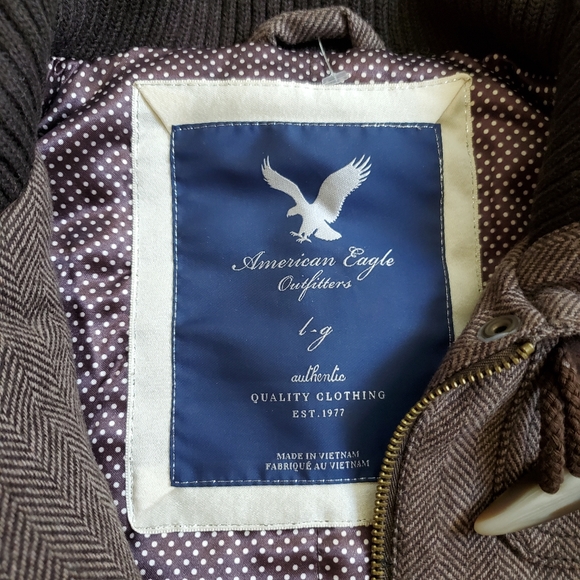 American Eagle
Outfitters
l-g
authentic
QUALITY CLOTHING
EST. 1977
MADE IN VIETNAM
FABRIQUÉ AU VIETNAM